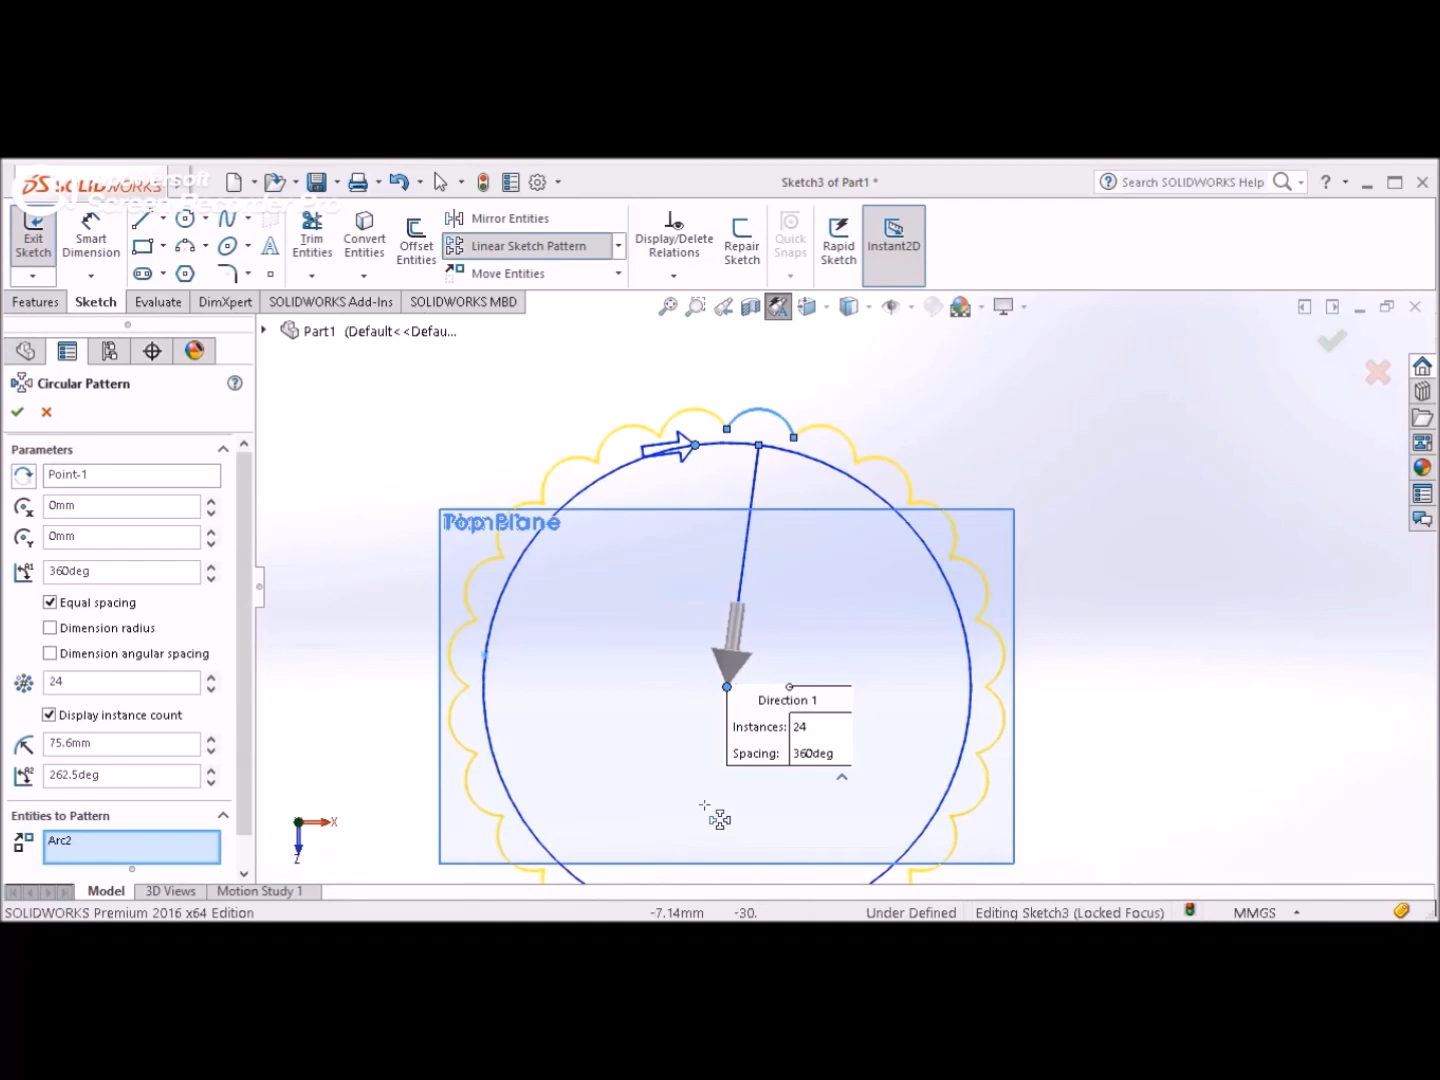 SOLIDWORKS
Apowersoft
Screen Recorder Pro
Sketch3 of Part1 *
Search SOLIDWORKS Help
Exit Sketch
Smart Dimension
Trim Entities
Convert Entities
Offset Entities
Mirror Entities
Linear Sketch Pattern
Move Entities
Display/Delete Relations
Repair Sketch
Quick Snaps
Rapid Sketch
Instant2D
Features
Sketch
Evaluate
DimXpert
SOLIDWORKS Add-Ins
SOLIDWORKS MBD
Part1 (Default<<Defau...
Circular Pattern
Parameters
Point-1
0mm
0mm
360deg
Equal spacing
Dimension radius
Dimension angular spacing
24
Display instance count
75.6mm
262.5deg
Entities to Pattern
Arc2
Top Plane
Direction 1
Instances: 24
Spacing: 360deg
X
Z
Model
3D Views
Motion Study 1
SOLIDWORKS Premium 2016 x64 Edition
-7.14mm
-30.
Under Defined
Editing Sketch3 (Locked Focus)
MMGS